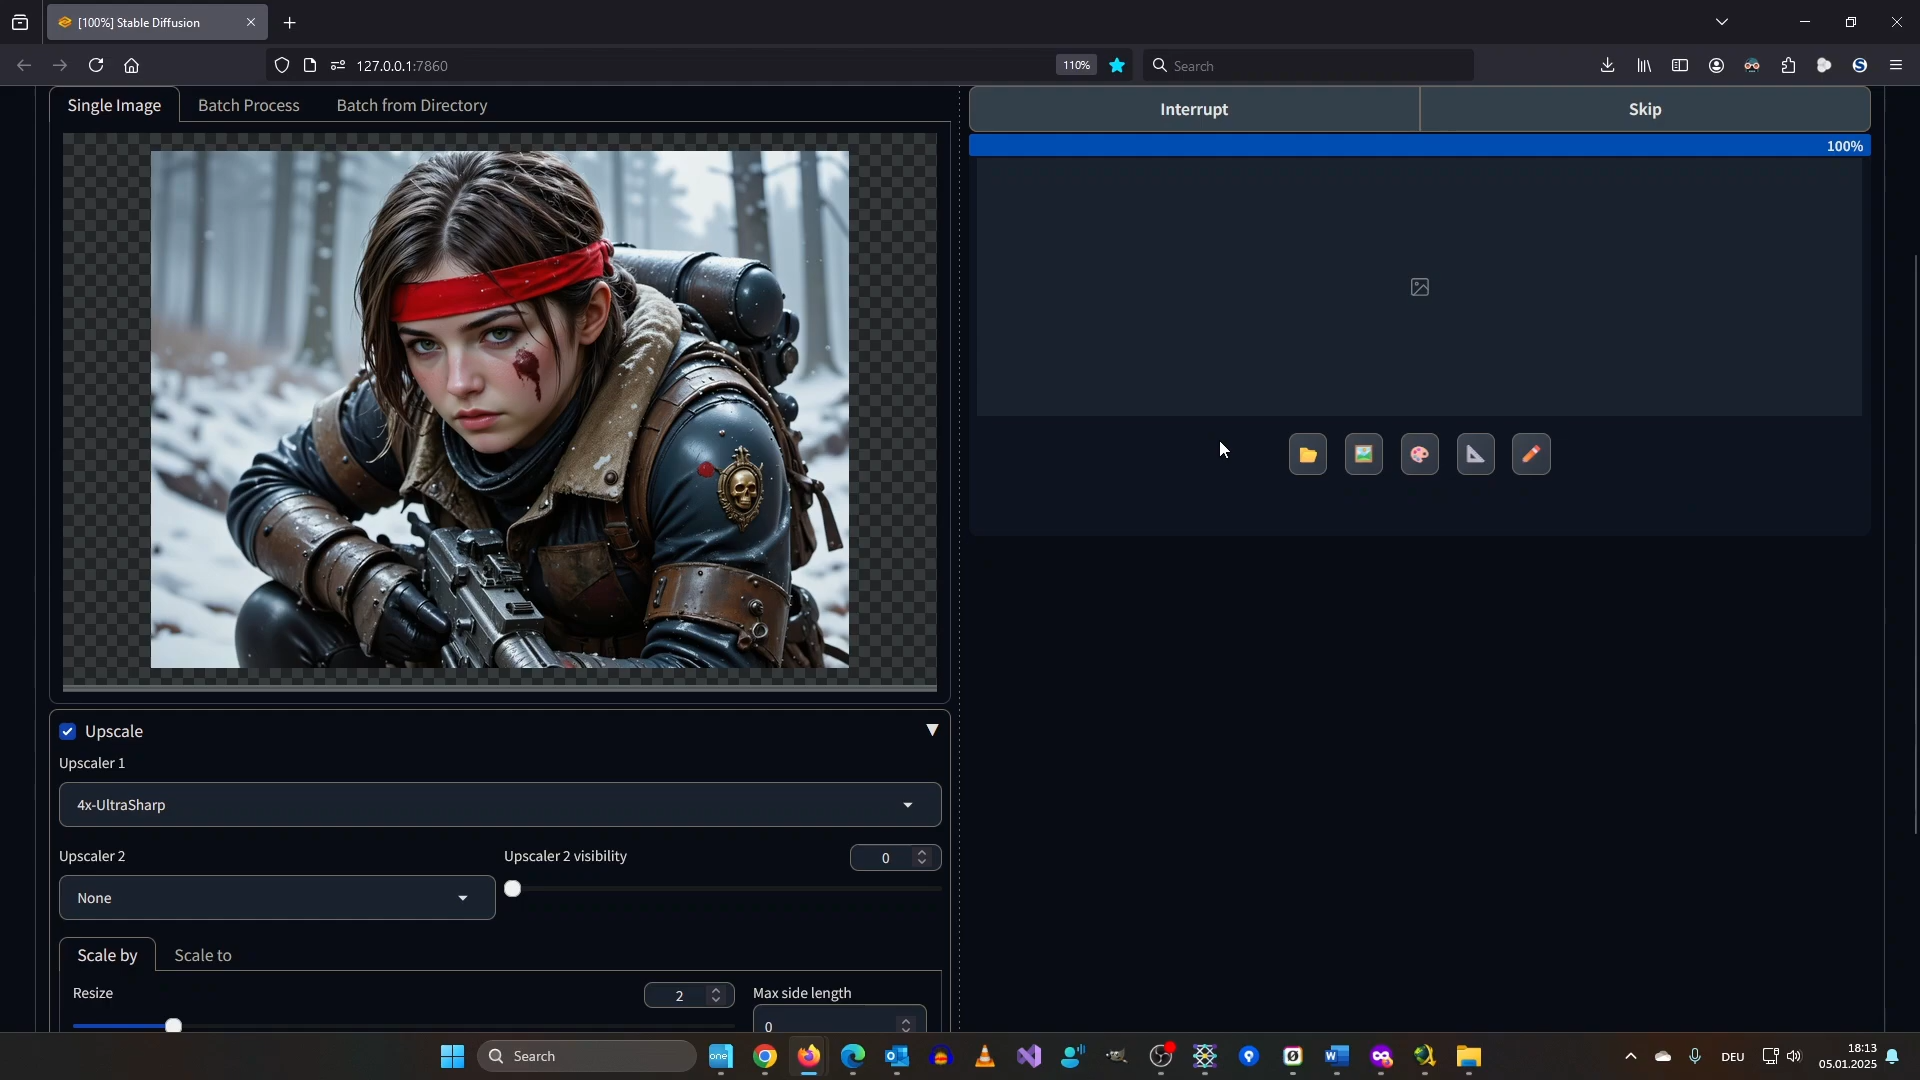 [100%] Stable Diffusion
127.0.0.1:7860
110%
Search
Single Image
Batch Process
Batch from Directory
Interrupt
Skip
100%
Upscale
Upscaler 1
4x-UltraSharp
Upscaler 2
Upscaler 2 visibility
0
None
Scale by
Scale to
Resize
2
Max side length
0
Search
one
DEU
18:13
05.01.2025